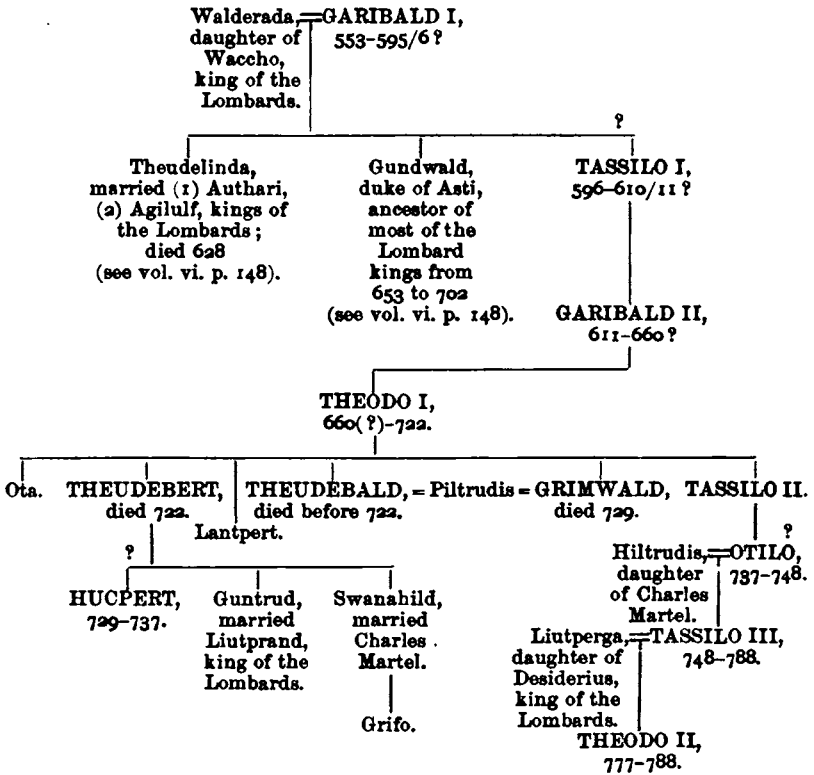 Walderada,=GARIBALD I,
daughter of
Waccho,
king of the
Lombards.
553-595/6?
?
Theudelinda,
married (1) Authari,
(2) Agilulf, kings of
the Lombards;
died 628
(see vol. vi. p. 148).
Gundwald,
duke of Asti,
ancestor of
most of the
Lombard
kings from
653 to 702
(see vol. vi. p. 148).
TASSILO I,
596-610/11?
GARIBALD II,
611-660?
THEODO I,
660(?)-722.
Ota.
THEUDEBERT,
died 722.
Lantpert.
THEUDEBALD, = Piltrudis = GRIMWALD,
died before 722.
died 729.
TASSILO II.
?
HUCPERT,
729-737.
Guntrud,
married
Liutprand,
king of the
Lombards.
Swanahild,
married
Charles
Martel.
Grifo.
?
Hiltrudis,=OTILO,
daughter
of Charles
Martel.
737-748.
Liutperga,=TASSILO III,
daughter of
Desiderius,
king of the
Lombards.
748-788.
THEODO II,
777-788.